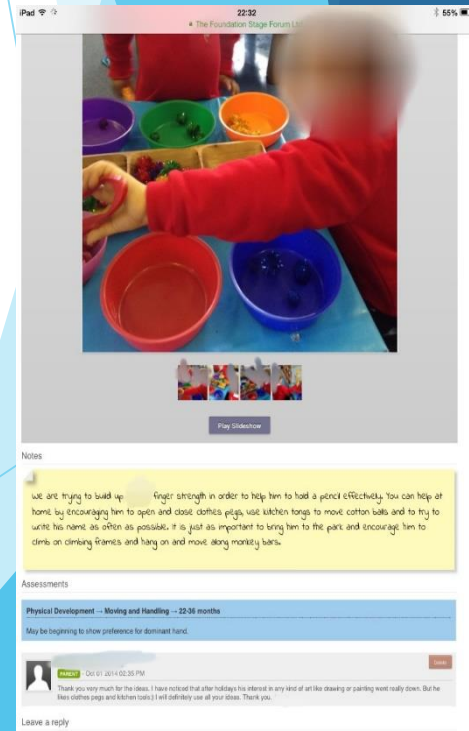 iPad
22:32
55%
The Foundation Stage Forum Ltd
Play Slideshow
Notes
We are trying to build up finger strength in order to help him to hold a pencil effectively. You can help at
home by encouraging him to open and close clothes pegs, use kitchen tongs to move cotton balls and to try to
write his name as often as possible. It is just as important to bring him to the park and encourage him to
climb on climbing frames and hang on and move along monkey bars.
Assessments
Physical Development → Moving and Handling → 22-36 months
May be beginning to show preference for dominant hand.
PARENT - Oct 01 2014 02:35 PM
Thank you very much for the ideas. I have noticed that after holidays his interest in any kind of art like drawing or painting went really down. But he
likes clothes pegs and kitchen tools:) I will definitely use all your ideas. Thank you.
Leave a reply